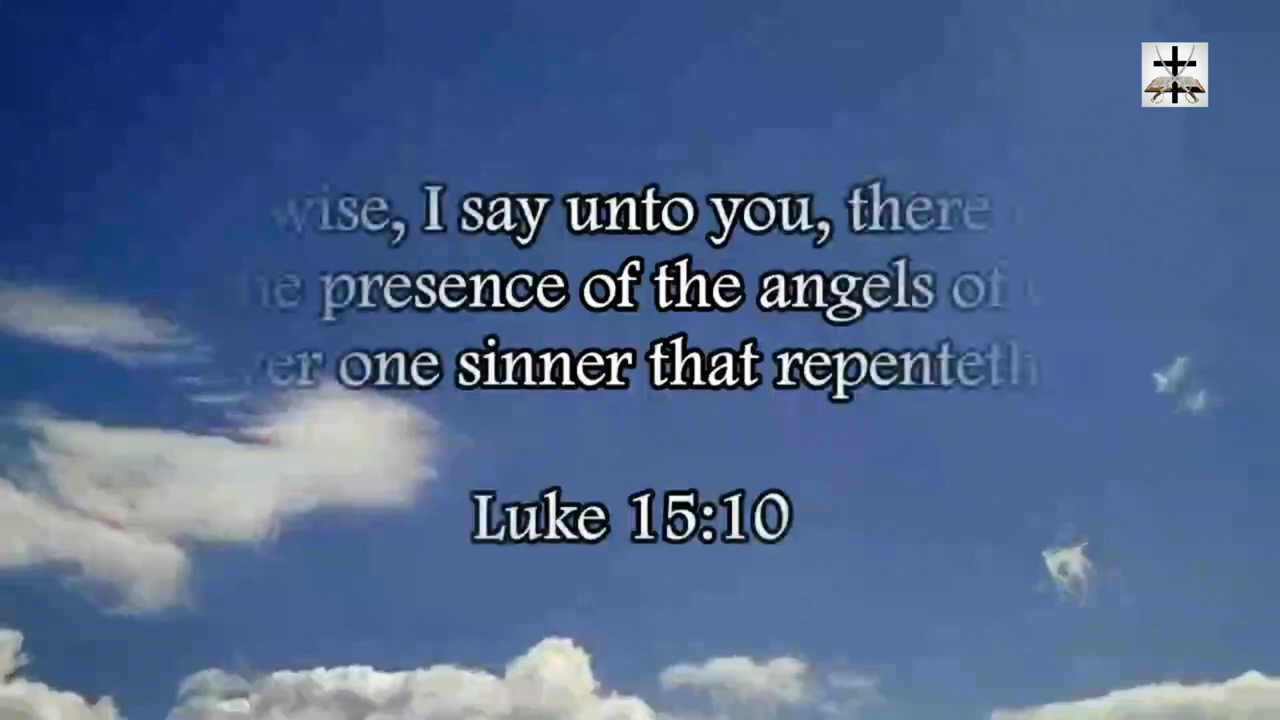 wise, I say unto you, there
presence of the angels of
one sinner that repenteth
Luke 15:10